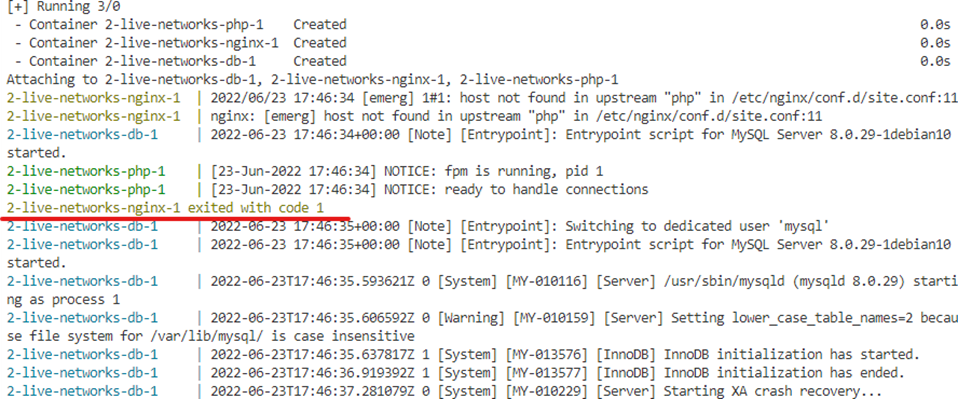 [+] Running 3/0
- Container 2-live-networks-php-1 Created 0.0s
- Container 2-live-networks-nginx-1 Created 0.0s
- Container 2-live-networks-db-1 Created 0.0s
Attaching to 2-live-networks-db-1, 2-live-networks-nginx-1, 2-live-networks-php-1
2-live-networks-nginx-1 | 2022/06/23 17:46:34 [emerg] 1#1: host not found in upstream "php" in /etc/nginx/conf.d/site.conf:11
2-live-networks-nginx-1 | nginx: [emerg] host not found in upstream "php" in /etc/nginx/conf.d/site.conf:11
2-live-networks-db-1 | 2022-06-23 17:46:34+00:00 [Note] [Entrypoint]: Entrypoint script for MySQL Server 8.0.29-1debian10
started.
2-live-networks-php-1 | [23-Jun-2022 17:46:34] NOTICE: fpm is running, pid 1
2-live-networks-php-1 | [23-Jun-2022 17:46:34] NOTICE: ready to handle connections
2-live-networks-nginx-1 exited with code 1
2-live-networks-db-1 | 2022-06-23 17:46:35+00:00 [Note] [Entrypoint]: Switching to dedicated user 'mysql'
2-live-networks-db-1 | 2022-06-23 17:46:35+00:00 [Note] [Entrypoint]: Entrypoint script for MySQL Server 8.0.29-1debian10
started.
2-live-networks-db-1 | 2022-06-23T17:46:35.593621Z 0 [System] [MY-010116] [Server] /usr/sbin/mysqld (mysqld 8.0.29) starti
ng as process 1
2-live-networks-db-1 | 2022-06-23T17:46:35.606592Z 0 [Warning] [MY-010159] [Server] Setting lower_case_table_names=2 becau
se file system for /var/lib/mysql/ is case insensitive
2-live-networks-db-1 | 2022-06-23T17:46:35.637817Z 1 [System] [MY-013576] [InnoDB] InnoDB initialization has started.
2-live-networks-db-1 | 2022-06-23T17:46:36.919392Z 1 [System] [MY-013577] [InnoDB] InnoDB initialization has ended.
2-live-networks-db-1 | 2022-06-23T17:46:37.281079Z 0 [System] [MY-010229] [Server] Starting XA crash recovery...